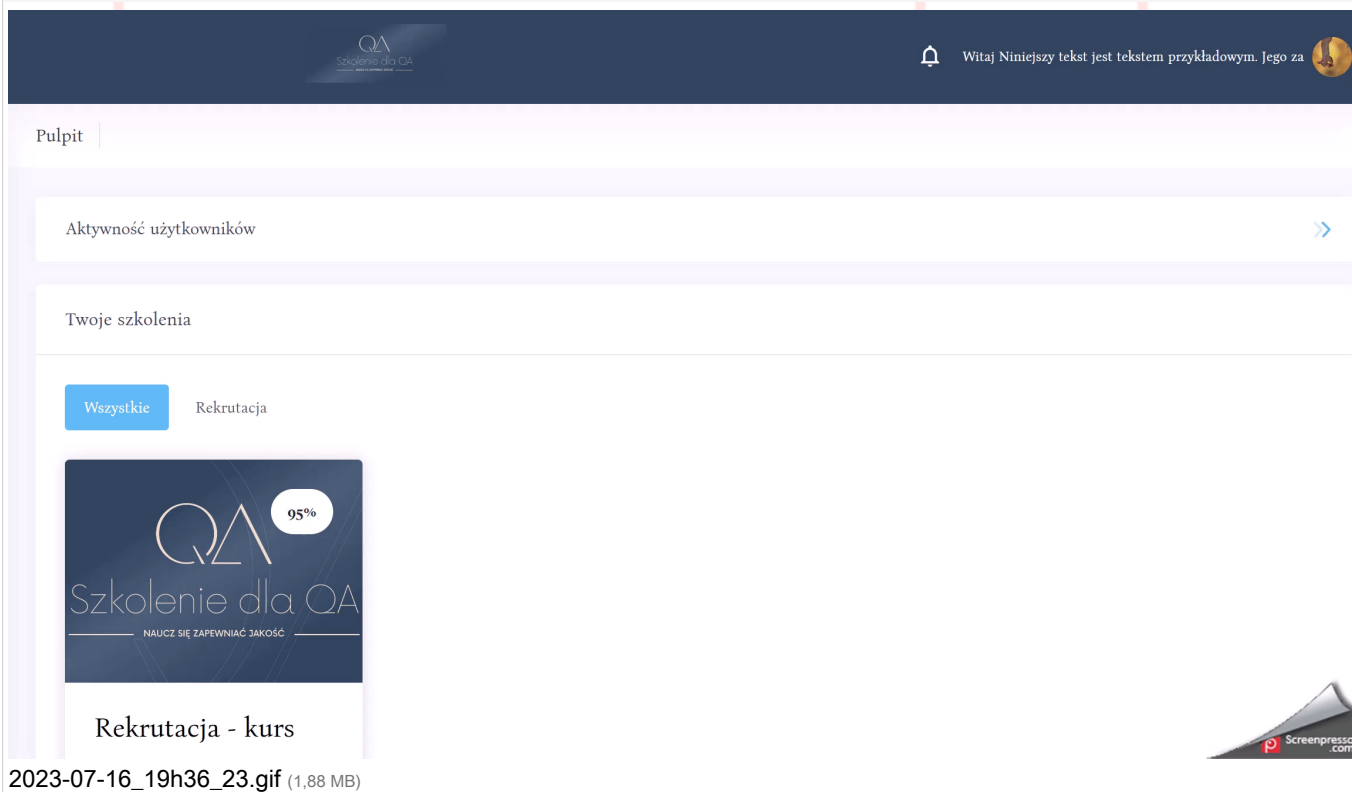 QA
Szkolenie dla QA
Witaj Niniejszy tekst jest tekstem przykładowym. Jego za
Pulpit
Aktywność użytkowników
Twoje szkolenia
Wszystkie Rekrutacja
95%
QA
Szkolenie dla QA
NAUCZ SIĘ ZAPEWNIAĆ JAKOŚĆ
Rekrutacja - kurs
Screenpresso
.com
2023-07-16_19h36_23.gif (1,88 MB)